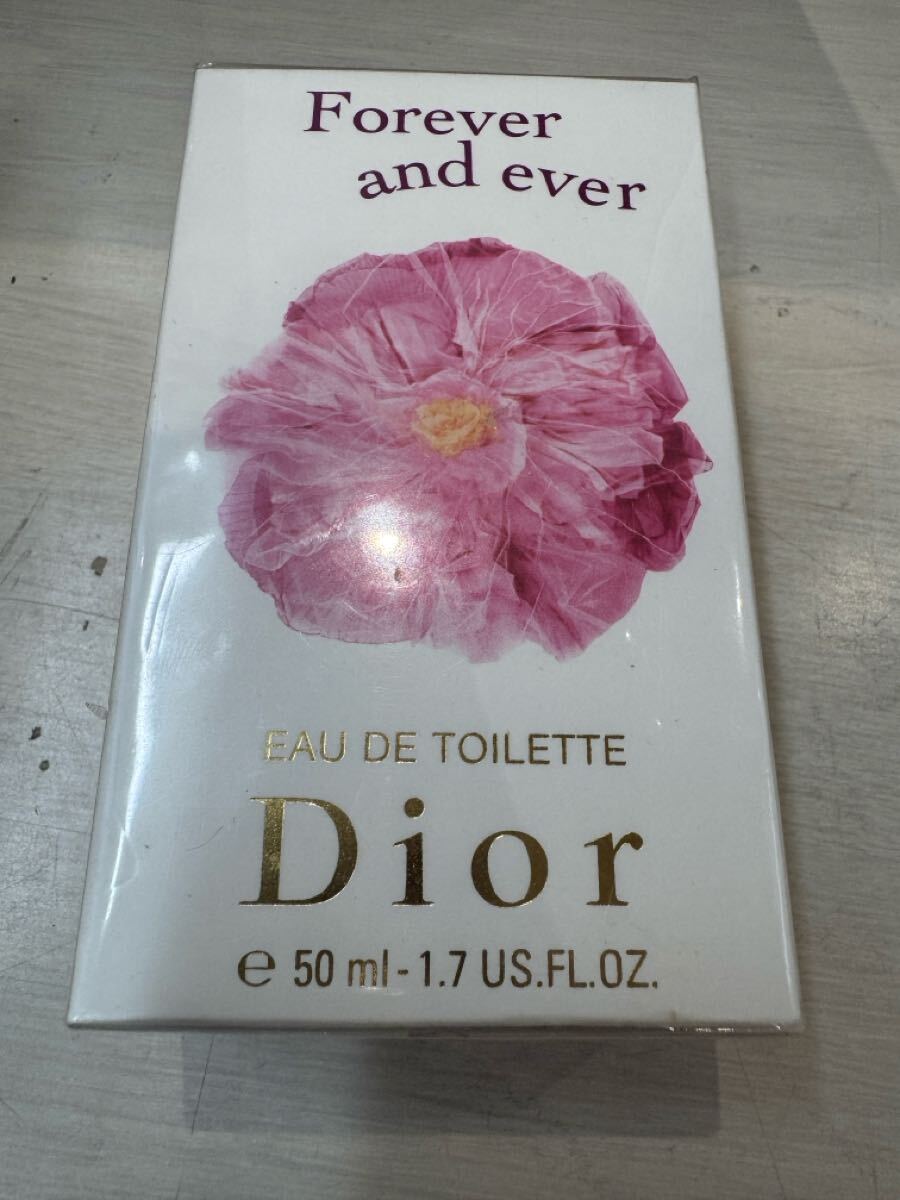 Forever
and ever
EAU DE TOILETTE
Dior
℮ 50 ml - 1.7 US.FL.OZ.